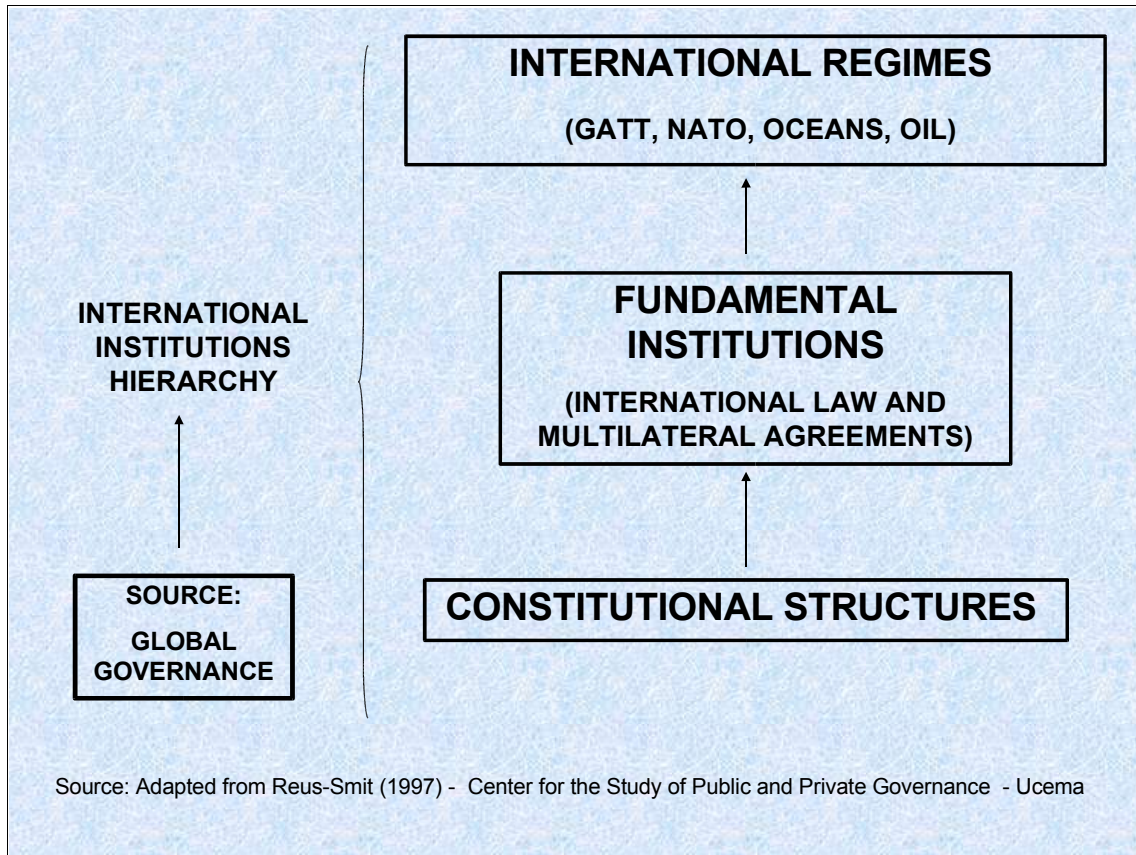 INTERNATIONAL REGIMES
(GATT, NATO, OCEANS, OIL)
FUNDAMENTAL
INSTITUTIONS
(INTERNATIONAL LAW AND
MULTILATERAL AGREEMENTS)
CONSTITUTIONAL STRUCTURES
INTERNATIONAL
INSTITUTIONS
HIERARCHY
SOURCE:
GLOBAL
GOVERNANCE
Source: Adapted from Reus-Smit (1997) - Center for the Study of Public and Private Governance - Ucema